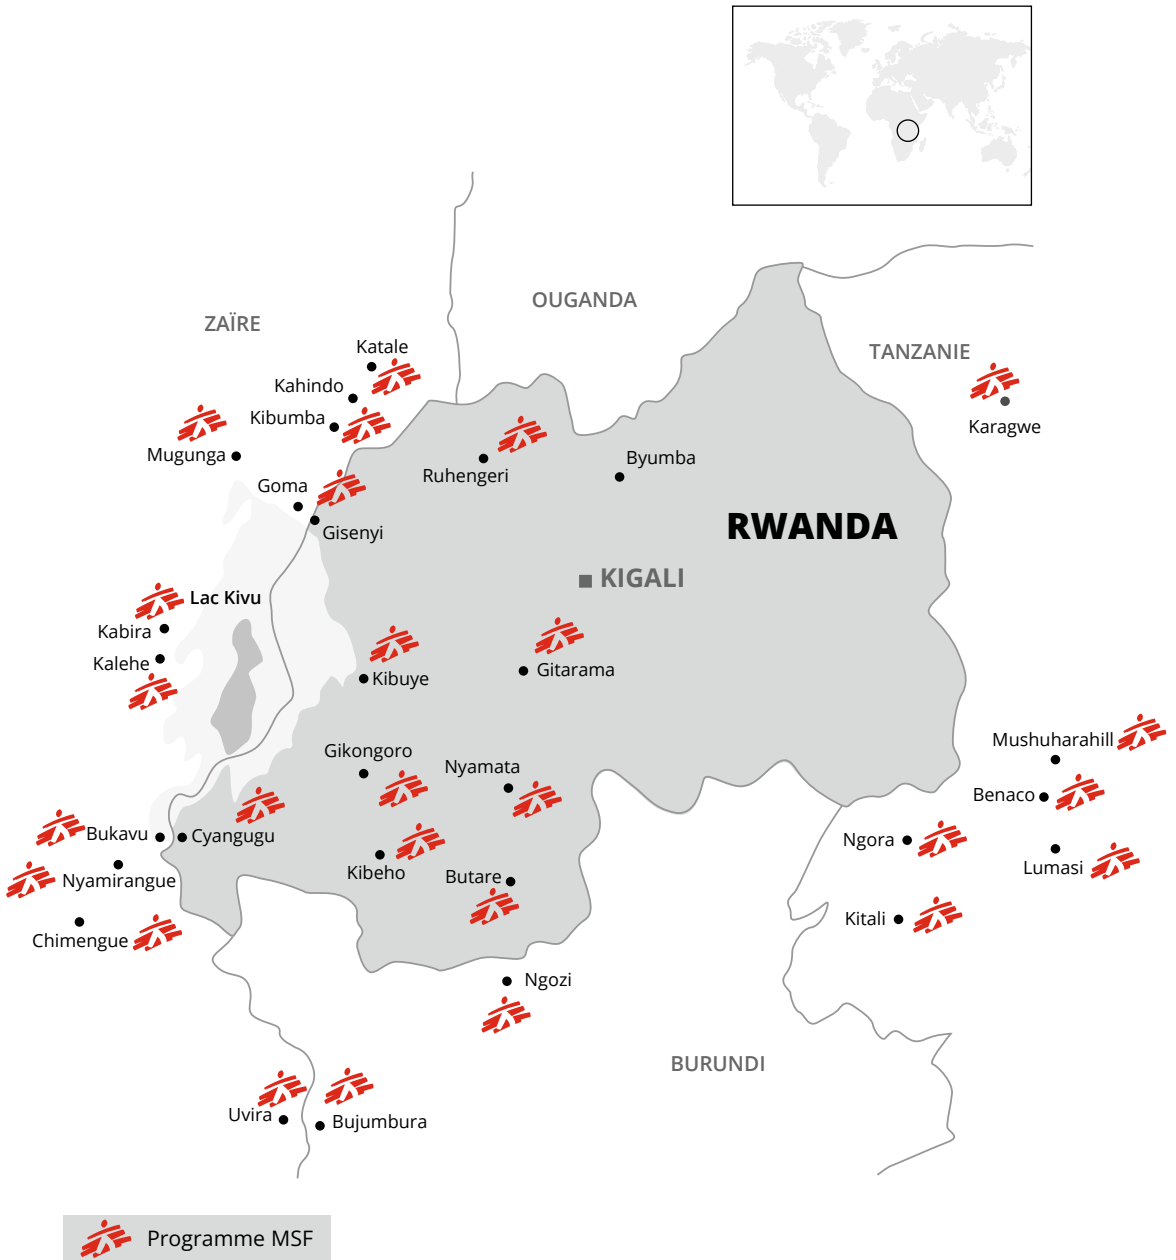 OUGANDA
ZAÏRE
TANZANIE
Katale
Kahindo
Kibumba
Karagwe
Mugunga
Ruhengeri
Byumba
Goma
Gisenyi
RWANDA
KIGALI
Lac Kivu
Kabira
Kalehe
Kibuye
Gitarama
Gikongoro
Nyamata
Mushuharahill
Benaco
Bukavu
Cyangugu
Ngora
Lumasi
Nyamirangue
Kibeho
Butare
Kitali
Chimengue
Ngozi
BURUNDI
Uvira
Bujumbura
Programme MSF